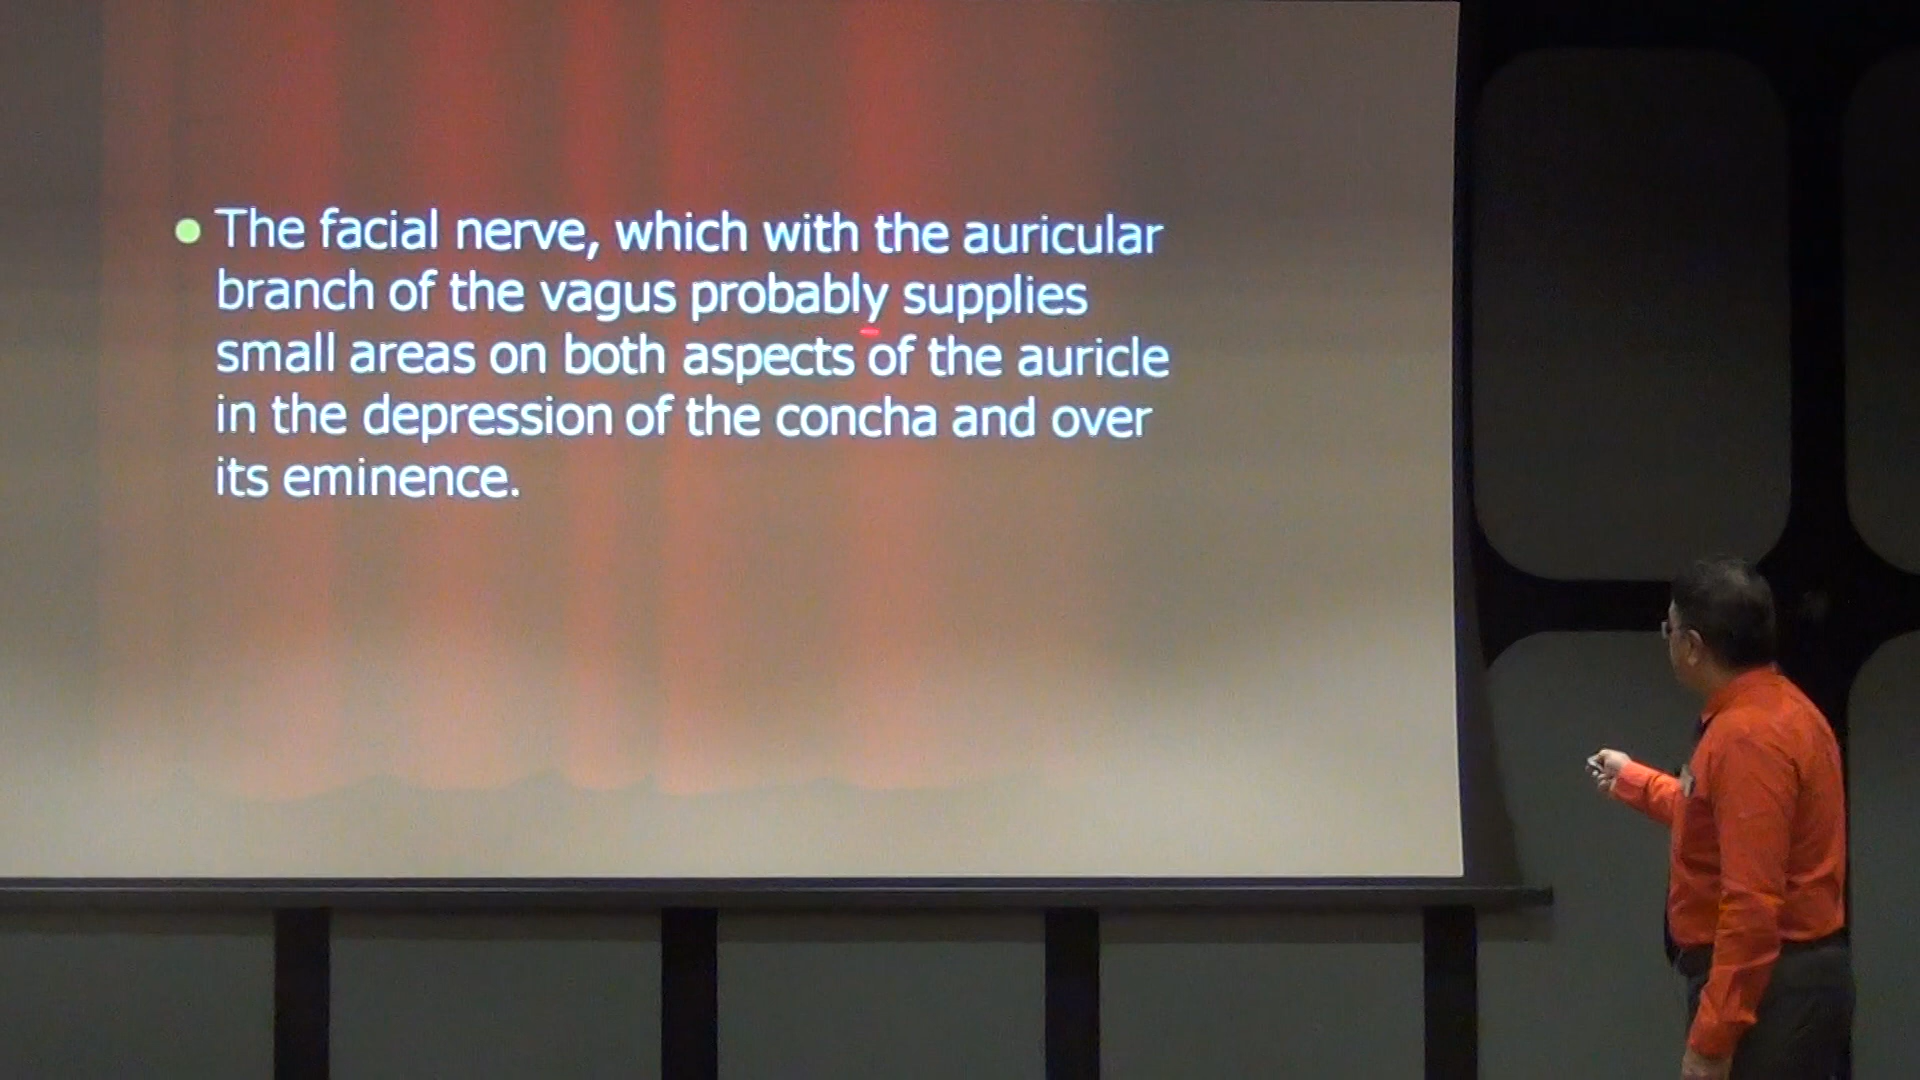 The facial nerve, which with the auricular
branch of the vagus probably supplies
small areas on both aspects of the auricle
in the depression of the concha and over
its eminence.